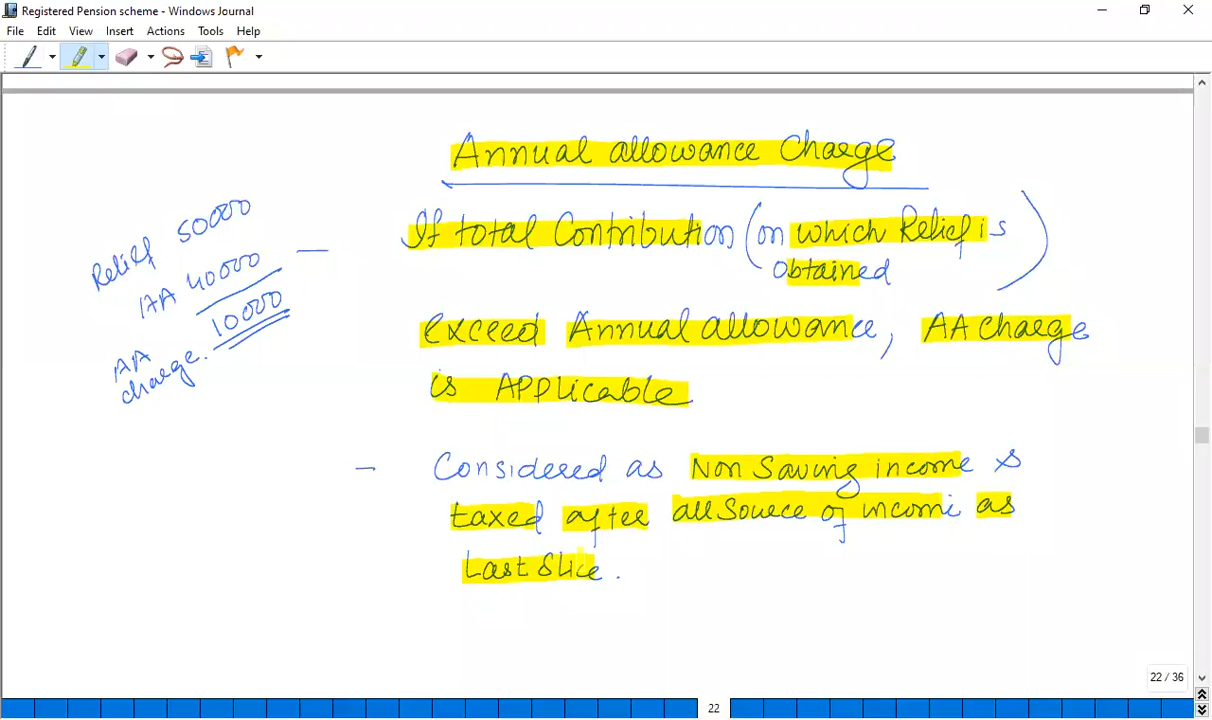 Registered Pension scheme - Windows Journal
File Edit View Insert Actions Tools Help
Annual allowance Charge
If total Contribution (on which Relief is
obtained)
exceed Annual allowance, AA charge
is Applicable
- Considered as Non Saving income &
taxed after all Source of income as
Last Slice.
Relief 50000
AA 40000
10000
AA
charge.
22 / 36
22